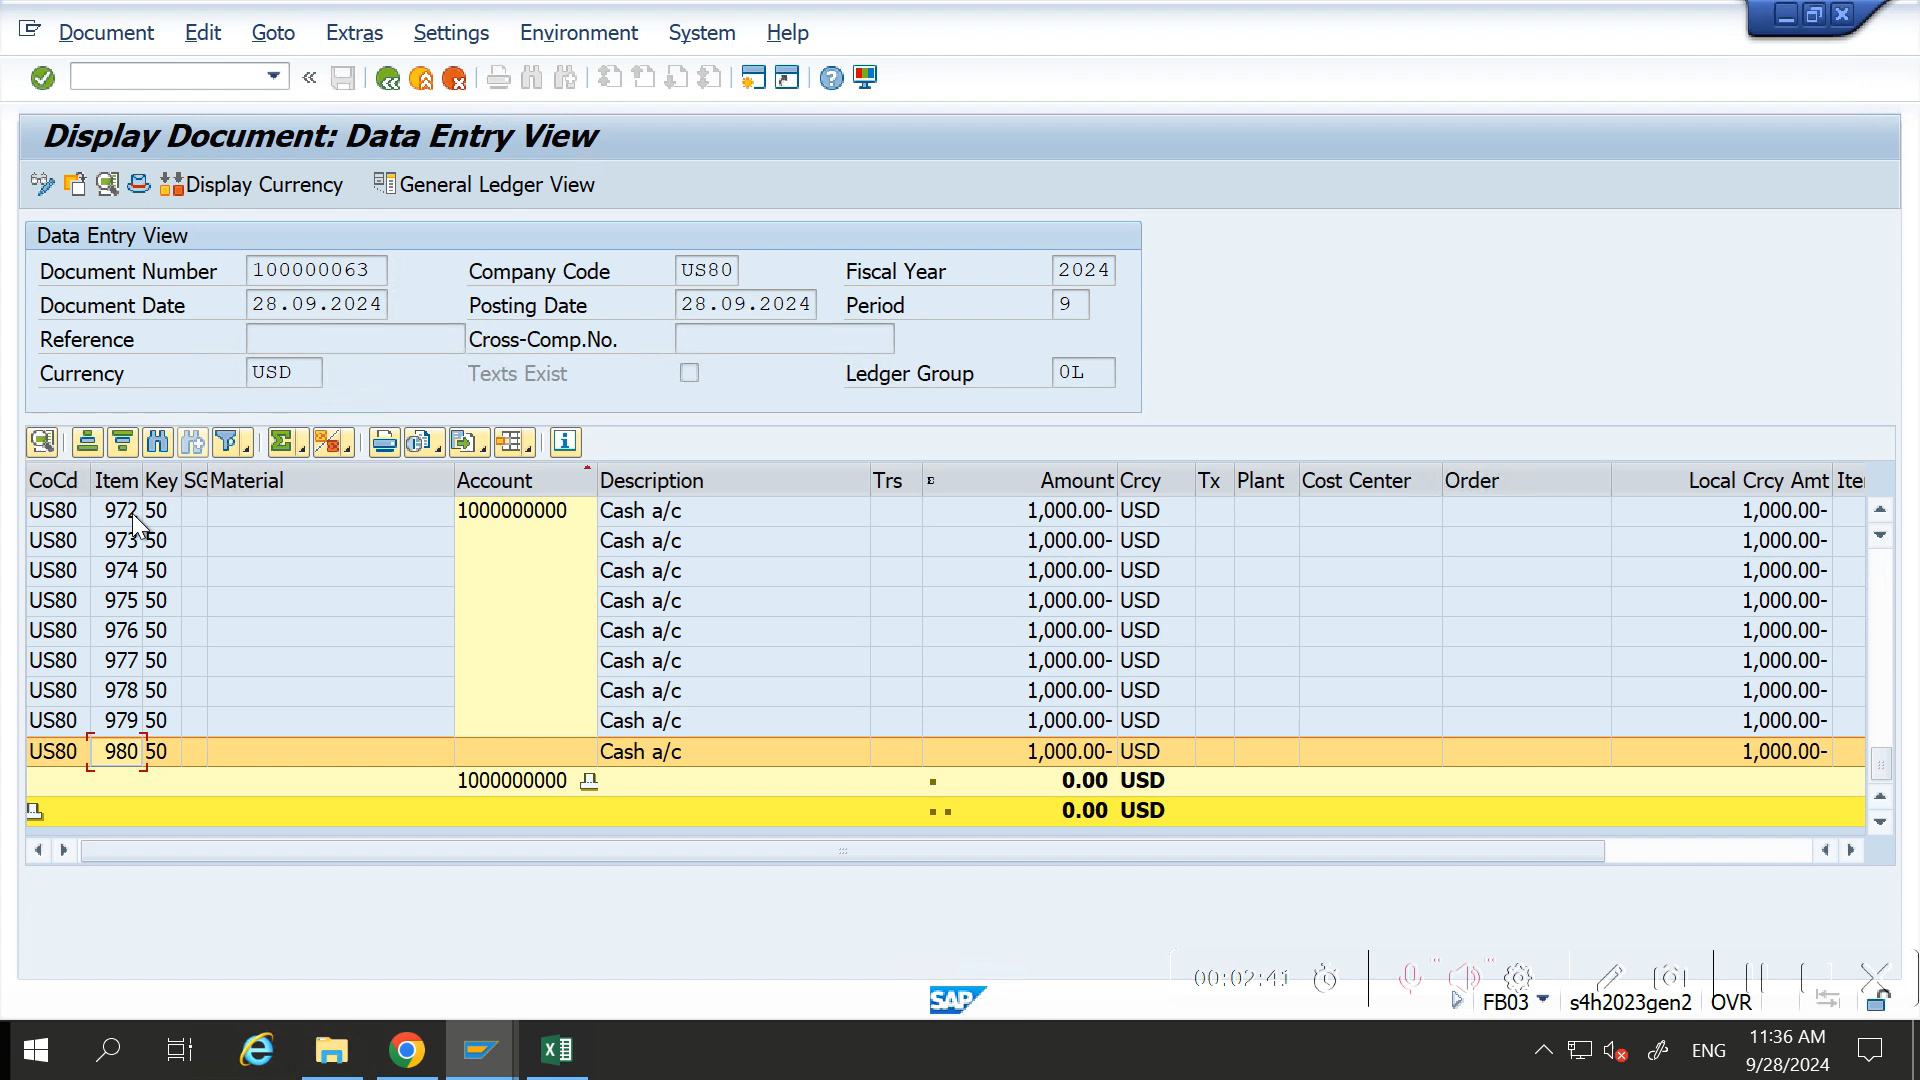 Document Edit Goto Extras Settings Environment System Help
Display Document: Data Entry View
Display Currency General Ledger View
Data Entry View
Document Number 100000063 Company Code US80 Fiscal Year 2024
Document Date 28.09.2024 Posting Date 28.09.2024 Period 9
Reference Cross-Comp.No.
Currency USD Texts Exist Ledger Group 0L
CoCd Item Key SG Material Account Description Trs Σ Amount Crcy Tx Plant Cost Center Order Local Crcy Amt Ite
US80 972 50 1000000000 Cash a/c 1,000.00- USD 1,000.00-
US80 973 50 Cash a/c 1,000.00- USD 1,000.00-
US80 974 50 Cash a/c 1,000.00- USD 1,000.00-
US80 975 50 Cash a/c 1,000.00- USD 1,000.00-
US80 976 50 Cash a/c 1,000.00- USD 1,000.00-
US80 977 50 Cash a/c 1,000.00- USD 1,000.00-
US80 978 50 Cash a/c 1,000.00- USD 1,000.00-
US80 979 50 Cash a/c 1,000.00- USD 1,000.00-
US80 980 50 Cash a/c 1,000.00- USD 1,000.00-
1000000000 0.00 USD
0.00 USD
00:02:41
SAP FB03 s4h2023gen2 OVR
ENG 11:36 AM
9/28/2024